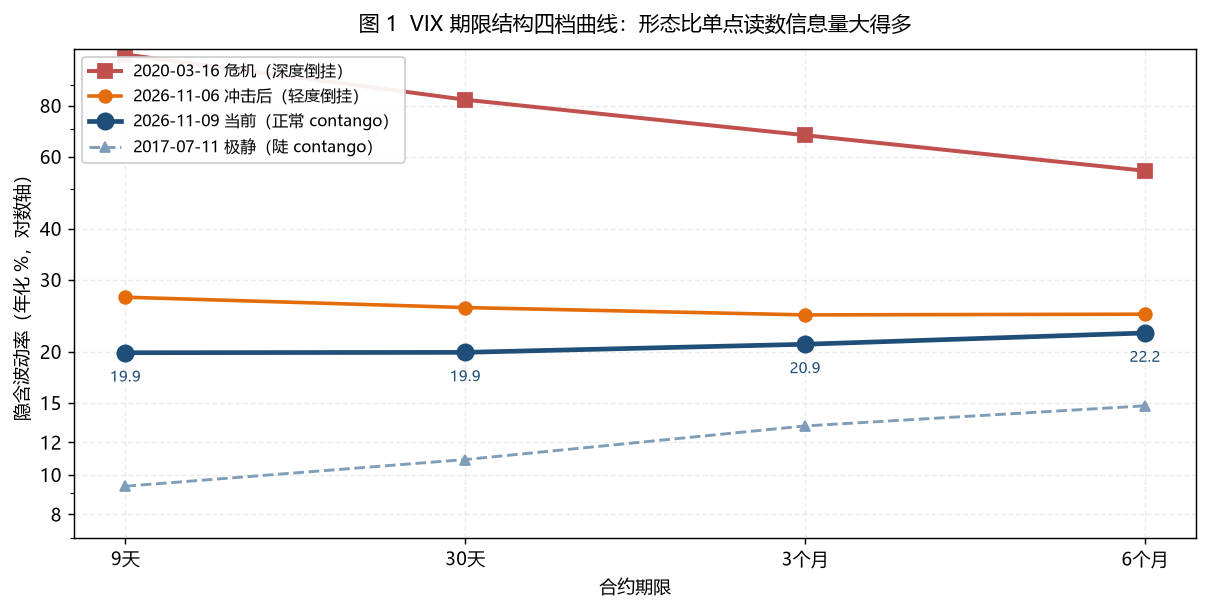 图 1 VIX 期限结构四档曲线：形态比单点读数信息量大得多
2020-03-16 危机（深度倒挂）
2026-11-06 冲击后（轻度倒挂）
2026-11-09 当前（正常 contango）
2017-07-11 极静（陡 contango）
隐含波动率（年化 %，对数轴）
80
60
40
30
20
15
12
10
8
19.9
19.9
20.9
22.2
9天
30天
3个月
6个月
合约期限